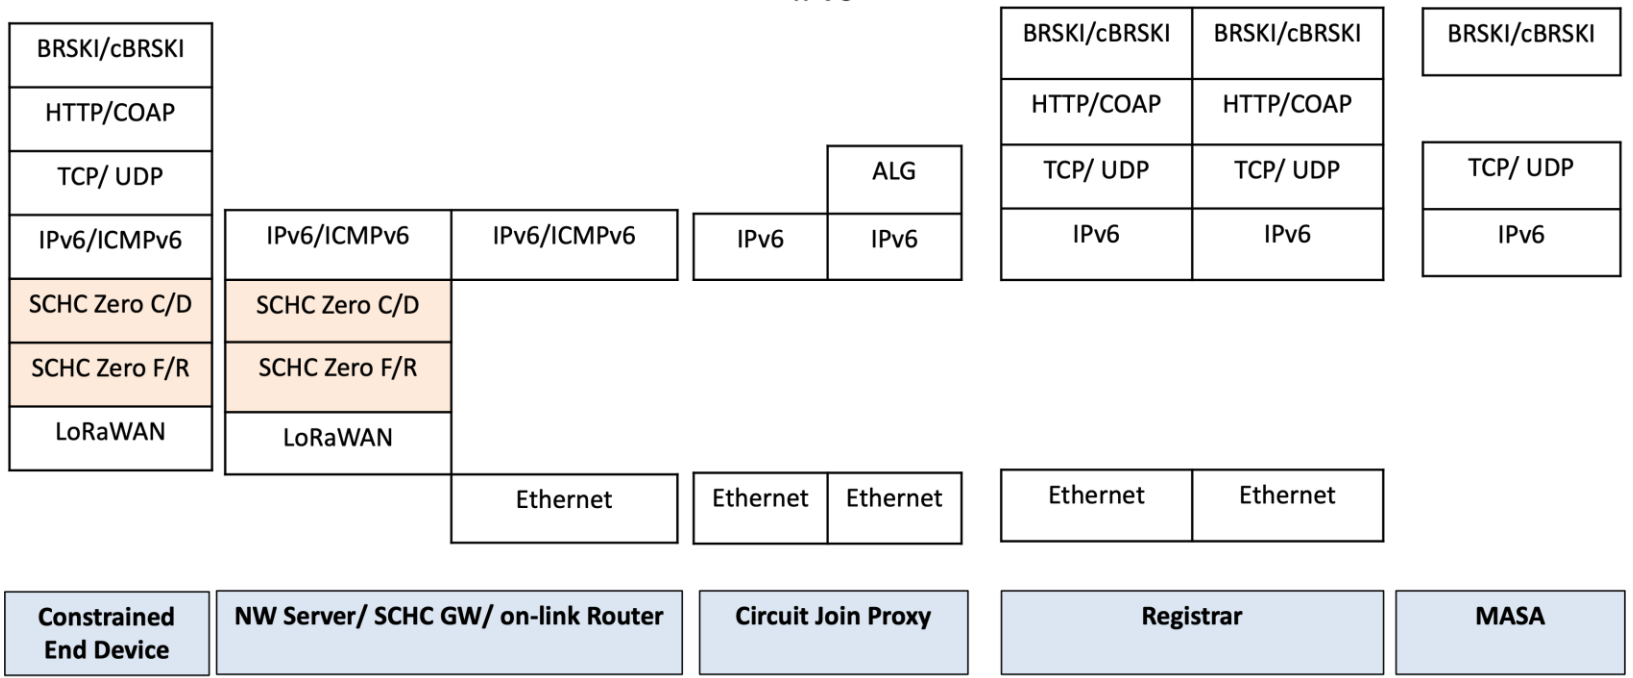 BRSKI/cBRSKI
HTTP/COAP
TCP/ UDP
IPv6/ICMPv6
SCHC Zero C/D
SCHC Zero F/R
LoRaWAN
IPv6/ICMPv6
IPv6/ICMPv6
SCHC Zero C/D
SCHC Zero F/R
LoRaWAN
Ethernet
ALG
IPv6
IPv6
Ethernet
Ethernet
BRSKI/cBRSKI
BRSKI/cBRSKI
HTTP/COAP
HTTP/COAP
TCP/ UDP
TCP/ UDP
IPv6
IPv6
Ethernet
Ethernet
BRSKI/cBRSKI
TCP/ UDP
IPv6
Constrained
End Device
NW Server/ SCHC GW/ on-link Router
Circuit Join Proxy
Registrar
MASA